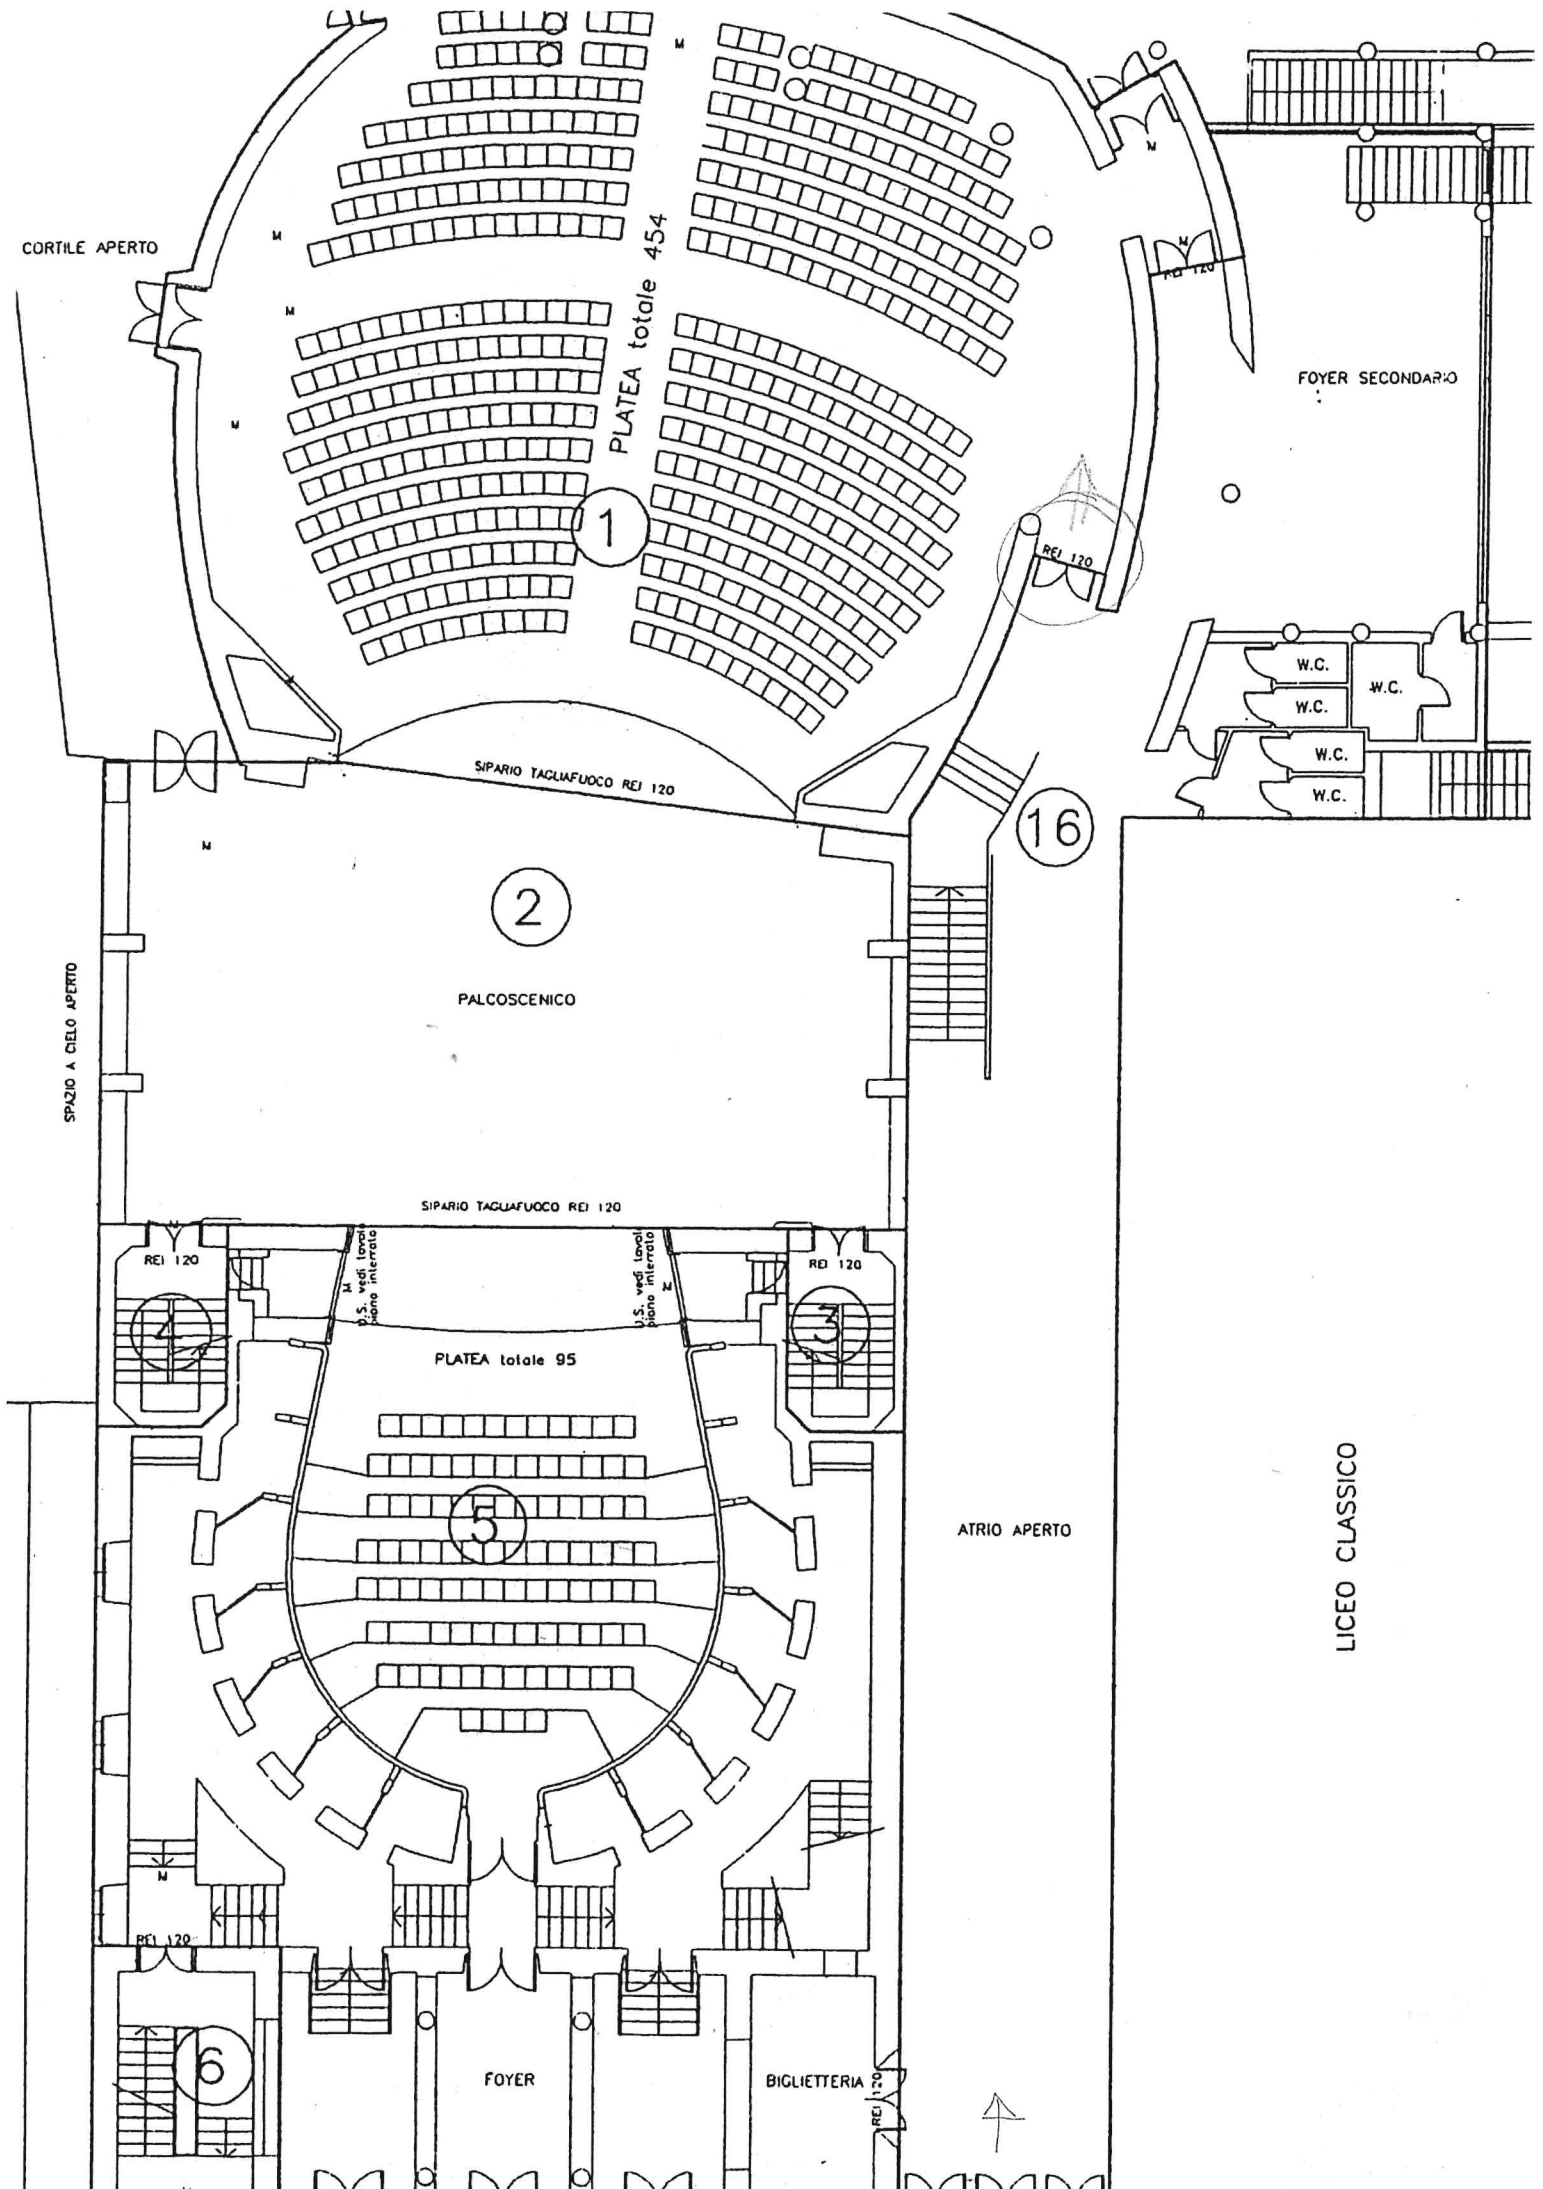 M
M
M
CORTILE APERTO
M
REI 120
M
M
PLATEA totale 454
FOYER SECONDARIO
1
REI 120
W.C.
W.C.
W.C.
W.C.
W.C.
SIPARIO TAGLIAFUOCO REI 120
16
M
2
PALCOSCENICO
SPAZIO A CIELO APERTO
SIPARIO TAGLIAFUOCO REI 120
M
REI 120
U.S. vedi tavola
piano interrato
M
U.S. vedi tavola
piano interrato
M
REI 120
4
3
PLATEA totale 95
5
ATRIO APERTO
LICEO CLASSICO
M
REI 120
6
FOYER
BIGLIETTERIA
REI 120